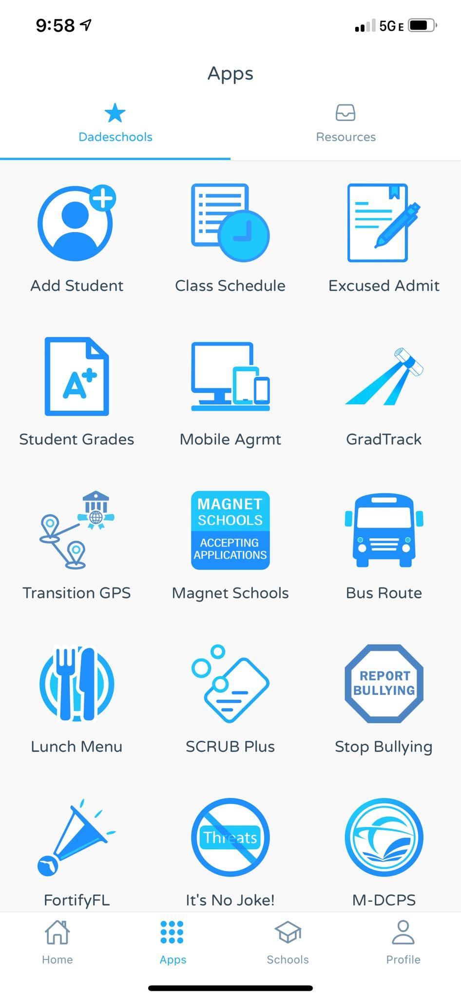 9:58
5G E
Apps
Dadeschools
Resources
Add Student
Class Schedule
Excused Admit
A+
Student Grades
Mobile Agrmt
GradTrack
MAGNET
SCHOOLS
ACCEPTING
APPLICATIONS
Transition GPS
Magnet Schools
Bus Route
REPORT
BULLYING
Lunch Menu
SCRUB Plus
Stop Bullying
Threats
FortifyFL
It's No Joke!
M-DCPS
Home
Apps
Schools
Profile